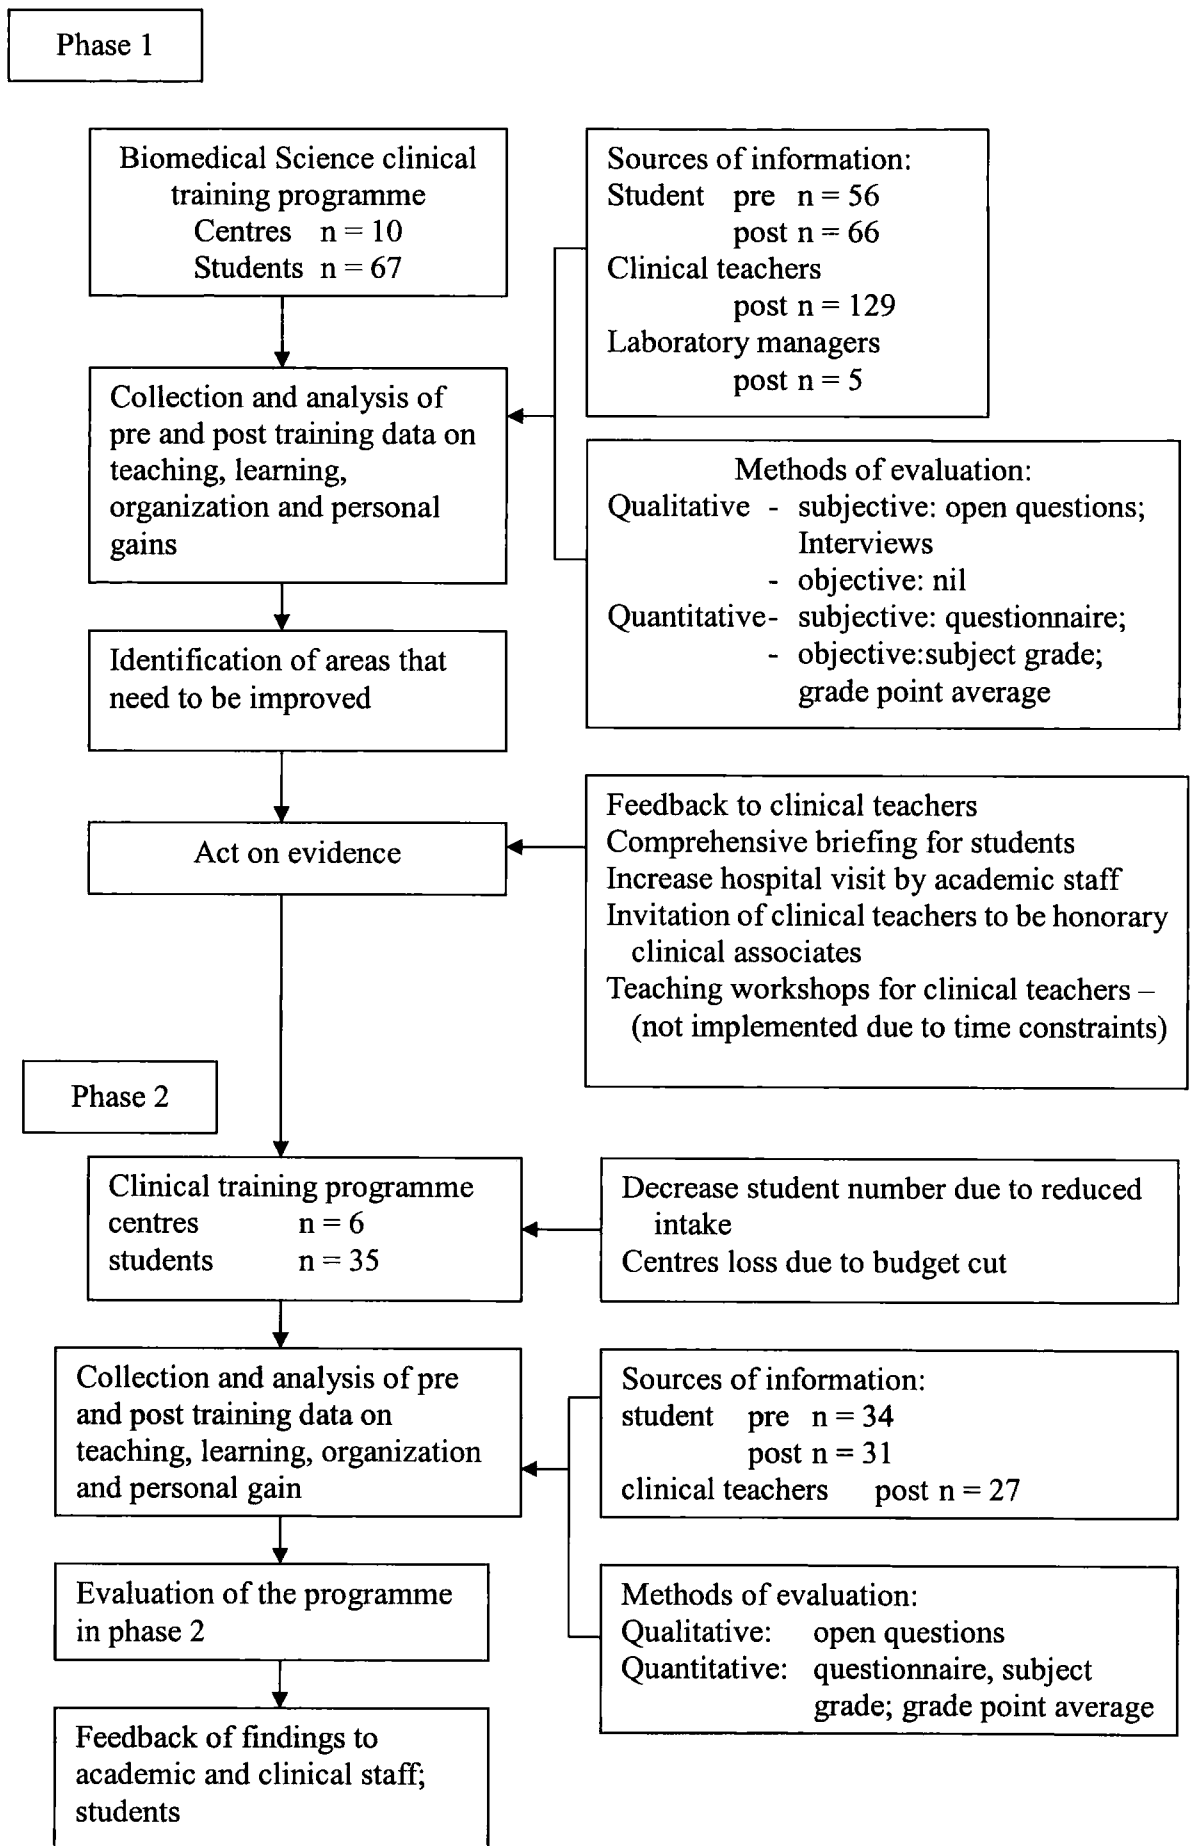 Phase 1
Biomedical Science clinical
training programme
Centres n = 10
Students n = 67
Sources of information:
Student pre n = 56
post n = 66
Clinical teachers
post n = 129
Laboratory managers
post n = 5
Collection and analysis of
pre and post training data on
teaching, learning,
organization and personal
gains
Methods of evaluation:
Qualitative - subjective: open questions;
Interviews
- objective: nil
Quantitative- subjective: questionnaire;
- objective:subject grade;
grade point average
Identification of areas that
need to be improved
Act on evidence
Feedback to clinical teachers
Comprehensive briefing for students
Increase hospital visit by academic staff
Invitation of clinical teachers to be honorary
clinical associates
Teaching workshops for clinical teachers –
(not implemented due to time constraints)
Phase 2
Clinical training programme
centres n = 6
students n = 35
Decrease student number due to reduced
intake
Centres loss due to budget cut
Collection and analysis of pre
and post training data on
teaching, learning, organization
and personal gain
Sources of information:
student pre n = 34
post n = 31
clinical teachers post n = 27
Evaluation of the programme
in phase 2
Methods of evaluation:
Qualitative: open questions
Quantitative: questionnaire, subject
grade; grade point average
Feedback of findings to
academic and clinical staff;
students